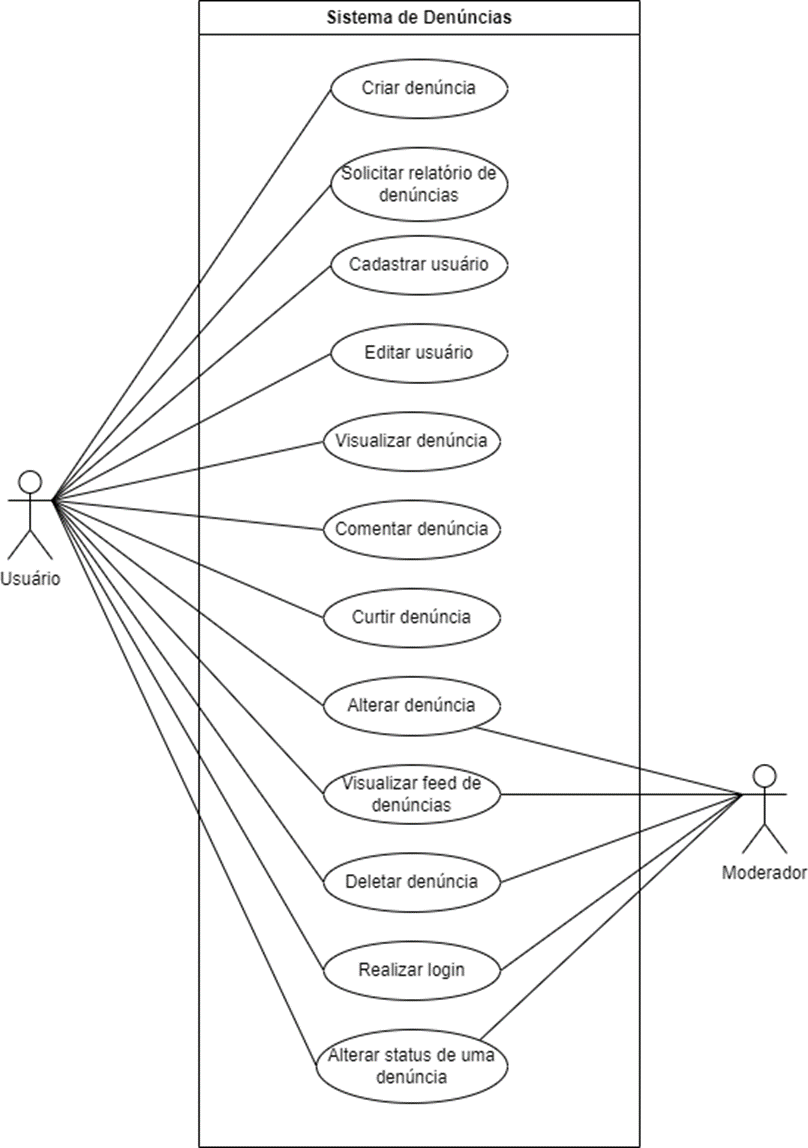 Sistema de Denúncias
Criar denúncia
Solicitar relatório de
denúncias
Cadastrar usuário
Editar usuário
Visualizar denúncia
Comentar denúncia
Usuário
Curtir denúncia
Alterar denúncia
Visualizar feed de
denúncias
Moderador
Deletar denúncia
Realizar login
Alterar status de uma
denúncia